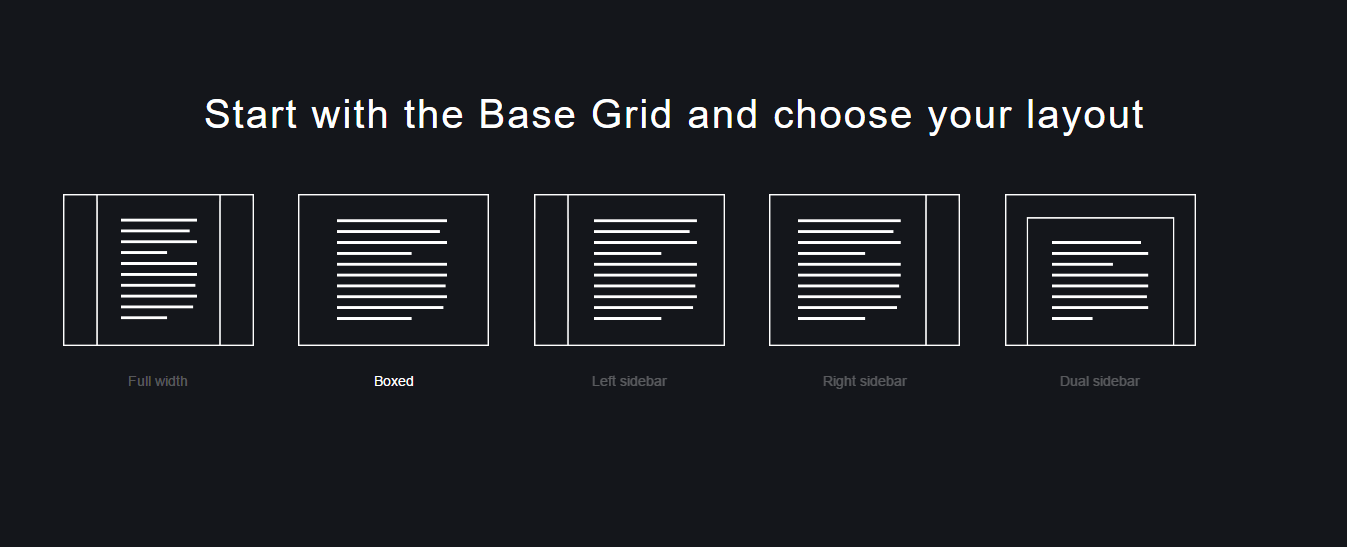 Start with the Base Grid and choose your layout
Full width
Boxed
Left sidebar
Right sidebar
Dual sidebar